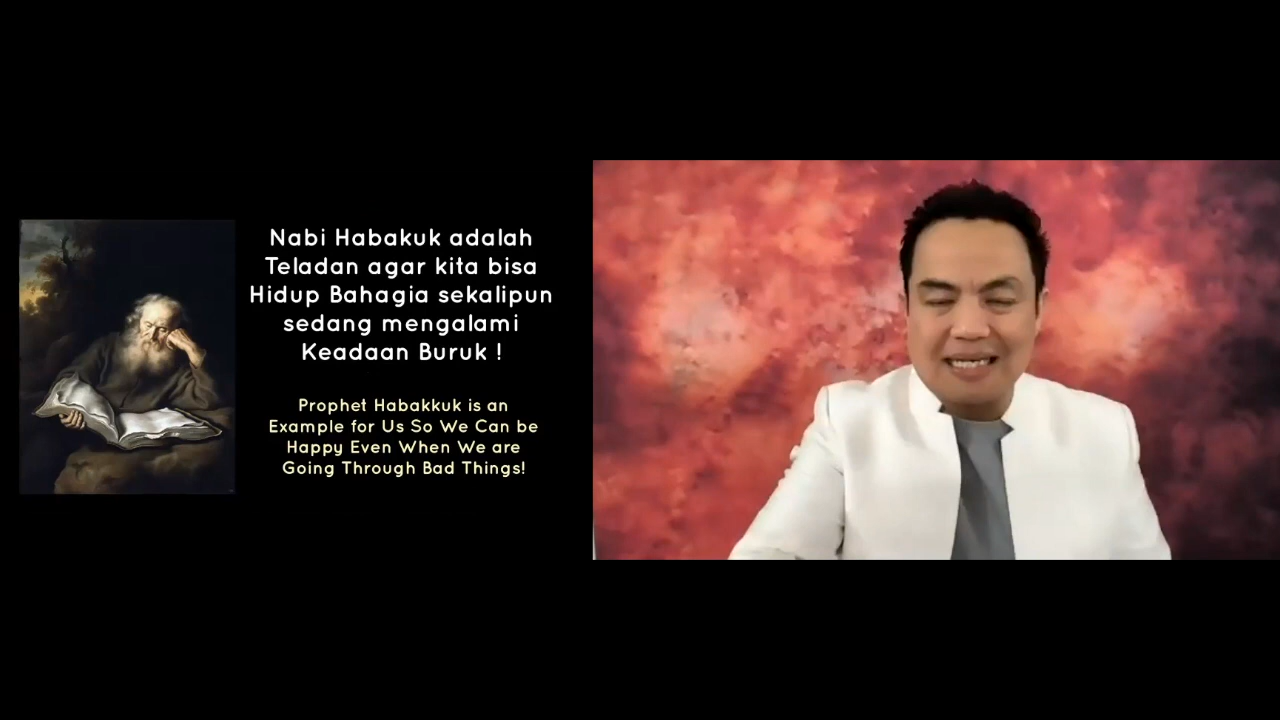 Nabi Habakuk adalah
Teladan agar kita bisa
Hidup Bahagia sekalipun
sedang mengalami
Keadaan Buruk !
Prophet Habakkuk is an
Example for Us So We Can be
Happy Even When We are
Going Through Bad Things!